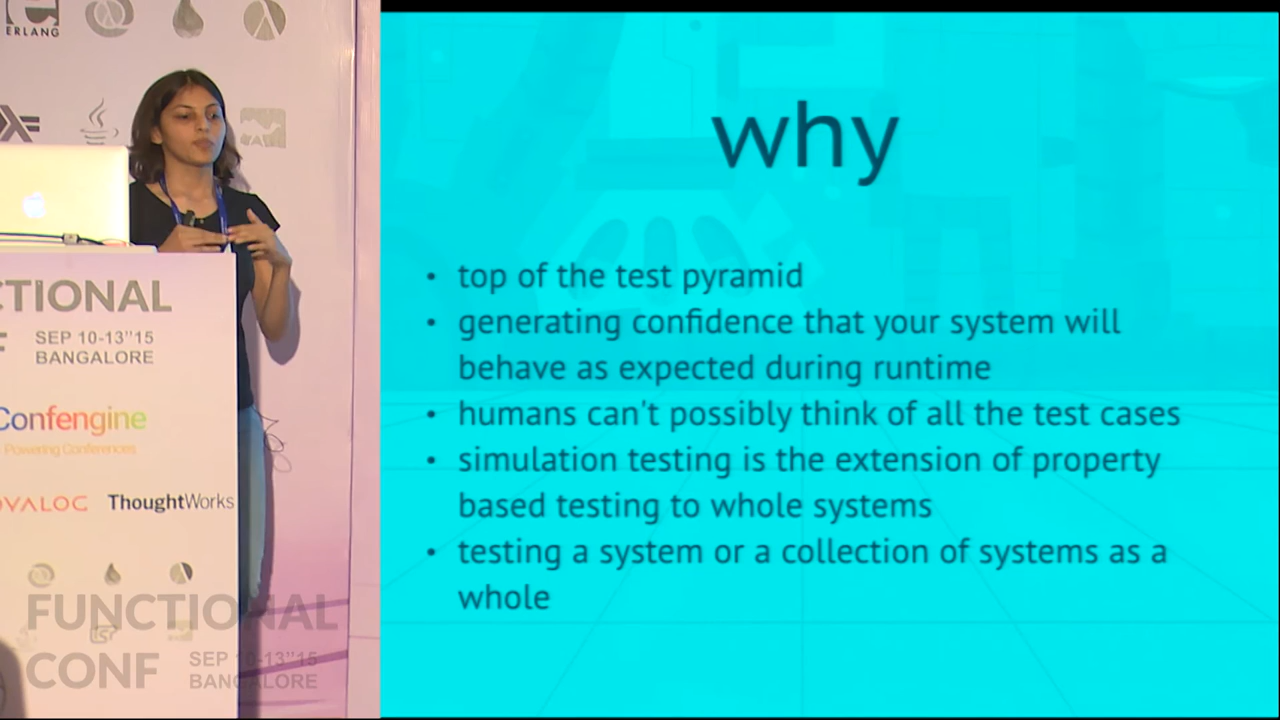 ERLANG
CTIONAL
F
SEP 10-13"15
BANGALORE
Confengine
Powering Conferences
OVALOC
ThoughtWorks
FUNCTIONAL
CONF
SEP 10-13"15
BANGALORE
why
• top of the test pyramid
• generating confidence that your system will
behave as expected during runtime
• humans can't possibly think of all the test cases
• simulation testing is the extension of property
based testing to whole systems
• testing a system or a collection of systems as a
whole